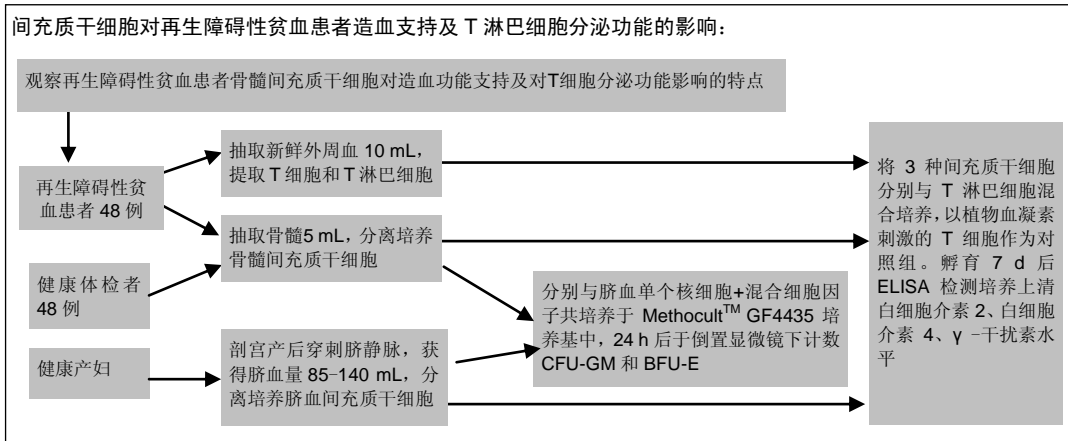 间充质干细胞对再生障碍性贫血患者造血支持及 T 淋巴细胞分泌功能的影响：
观察再生障碍性贫血患者骨髓间充质干细胞对造血功能支持及对T细胞分泌功能影响的特点
再生障碍性贫
血患者 48 例
抽取新鲜外周血 10 mL，
提取 T 细胞和 T 淋巴细胞
抽取骨髓5 mL，分离培养
骨髓间充质干细胞
健康体检者
48 例
健康产妇
剖宫产后穿刺脐静脉，获
得脐血量 85-140 mL，分
离培养脐血间充质干细胞
分别与脐血单个核细胞+混合细胞因
子共培养于 Methocult™ GF4435 培
养基中，24 h 后于倒置显微镜下计数
CFU-GM 和 BFU-E
将 3 种间充质干细胞
分别与 T 淋巴细胞混
合培养，以植物血凝素
刺激的 T 细胞作为对
照组。孵育 7 d 后
ELISA 检测培养上清
白细胞介素 2、白细胞
介素 4、γ -干扰素水
平